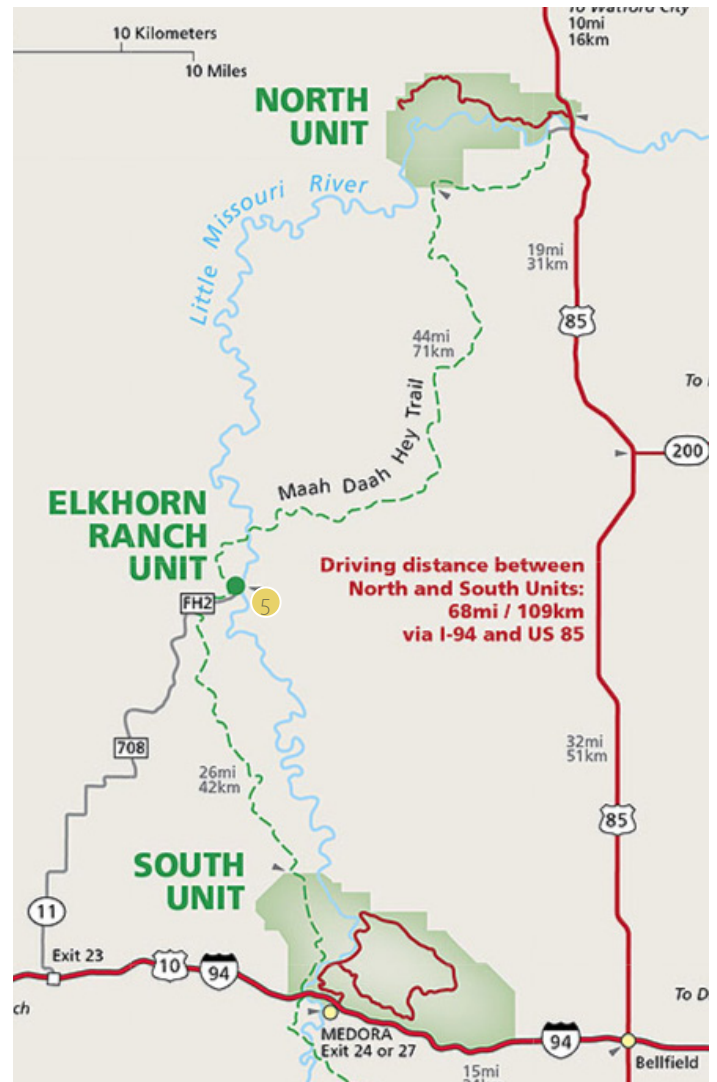 To Watford City
10mi
16km
10 Kilometers
10 Miles
NORTH
UNIT
Little Missouri River
19mi
31km
85
44mi
71km
To
Maah Daah Hey Trail
200
ELKHORN
RANCH
UNIT
Driving distance between
North and South Units:
68mi / 109km
via I-94 and US 85
5
FH2
708
32mi
51km
26mi
42km
85
SOUTH
UNIT
11
Exit 23
10
94
To D
ch
MEDORA
Exit 24 or 27
94
Bellfield
15mi